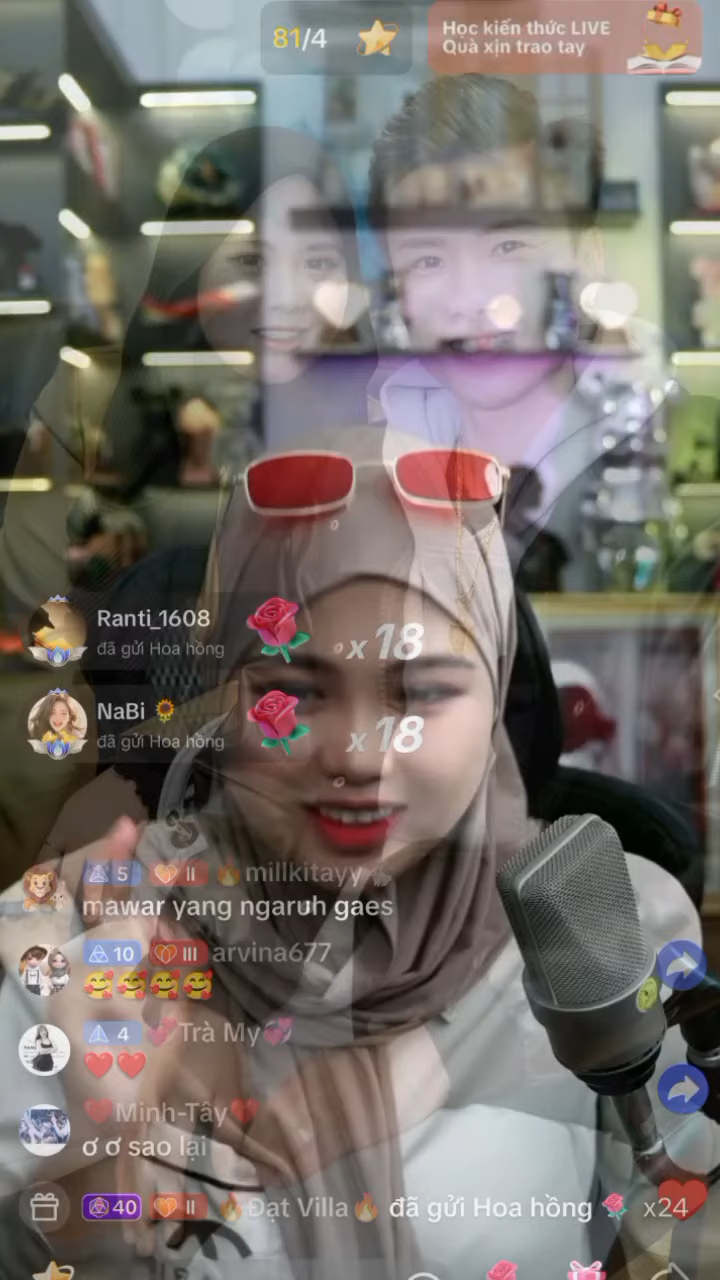 81/4
Học kiến thức LIVE
Quà xịn trao tay
Ranti_1608
đã gửi Hoa hồng
x18
NaBi 🌻
đã gửi Hoa hồng
x18
5 II 🔥millkitayy
mawar yang ngaruh gaes
10 III arvina677
🥰🥰🥰🥰
4 💞Trà My💞
❤️❤️
❤️Minh-Tây❤️
ơ ơ sao lại
40 II 🔥Đạt Villa🔥 đã gửi Hoa hồng 🌹 x24